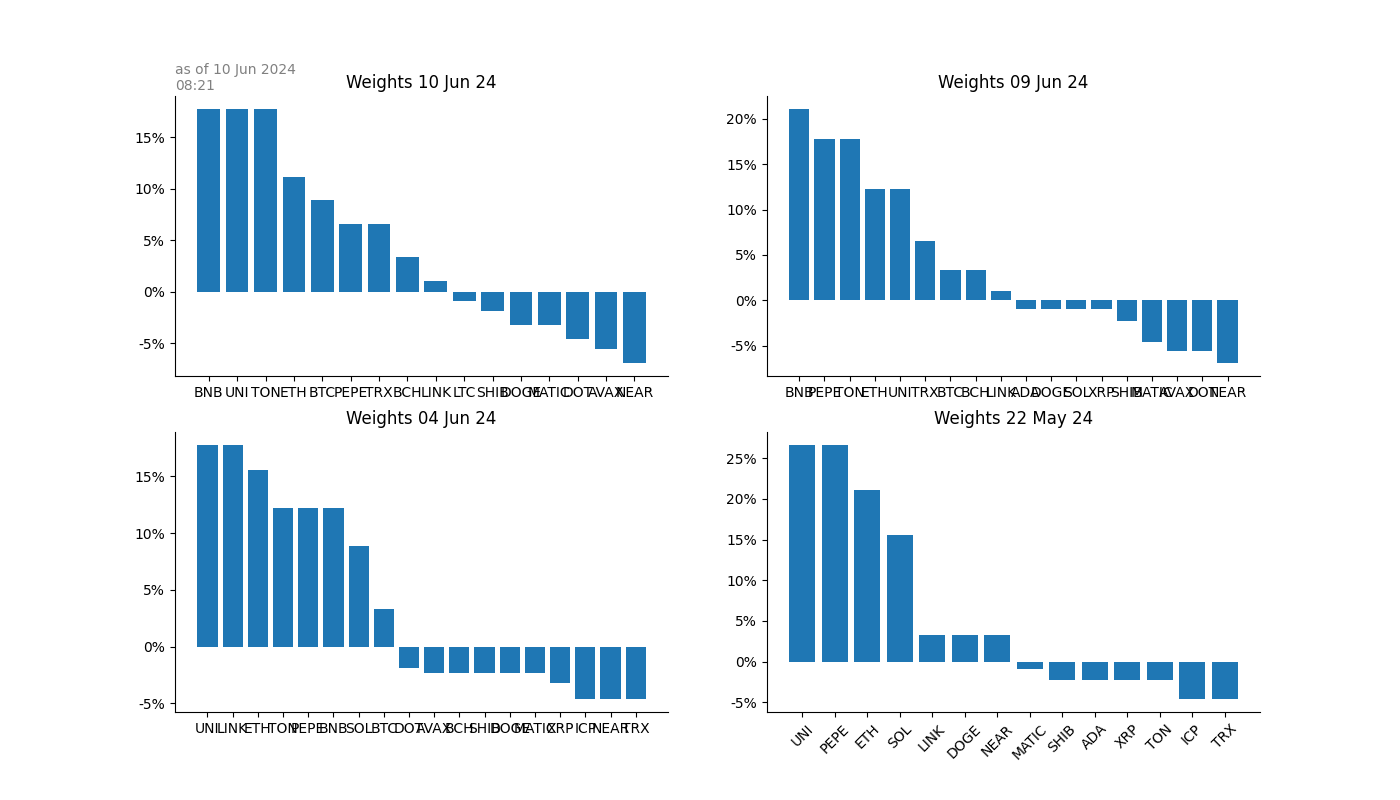 as of 10 Jun 2024
08:21
Weights 10 Jun 24
15%
10%
5%
0%
-5%
BNB UNI TON ETH BTC PEPE TRX BCH LINK LTC SHIB DOGE MATIC DOT AVAX NEAR
Weights 09 Jun 24
20%
15%
10%
5%
0%
-5%
BNB PEPE TON ETH UNI TRX BTC BCH LINK ADA DOGE SOL XRP SHIB MATIC AVAX DOT NEAR
Weights 04 Jun 24
15%
10%
5%
0%
-5%
UNI LINK ETH TON PEPE BNB SOL BTC DOT AVAX BCH SHIB DOGE MATIC XRP ICP NEAR TRX
Weights 22 May 24
25%
20%
15%
10%
5%
0%
-5%
UNI PEPE ETH SOL LINK DOGE NEAR MATIC SHIB ADA XRP TON ICP TRX